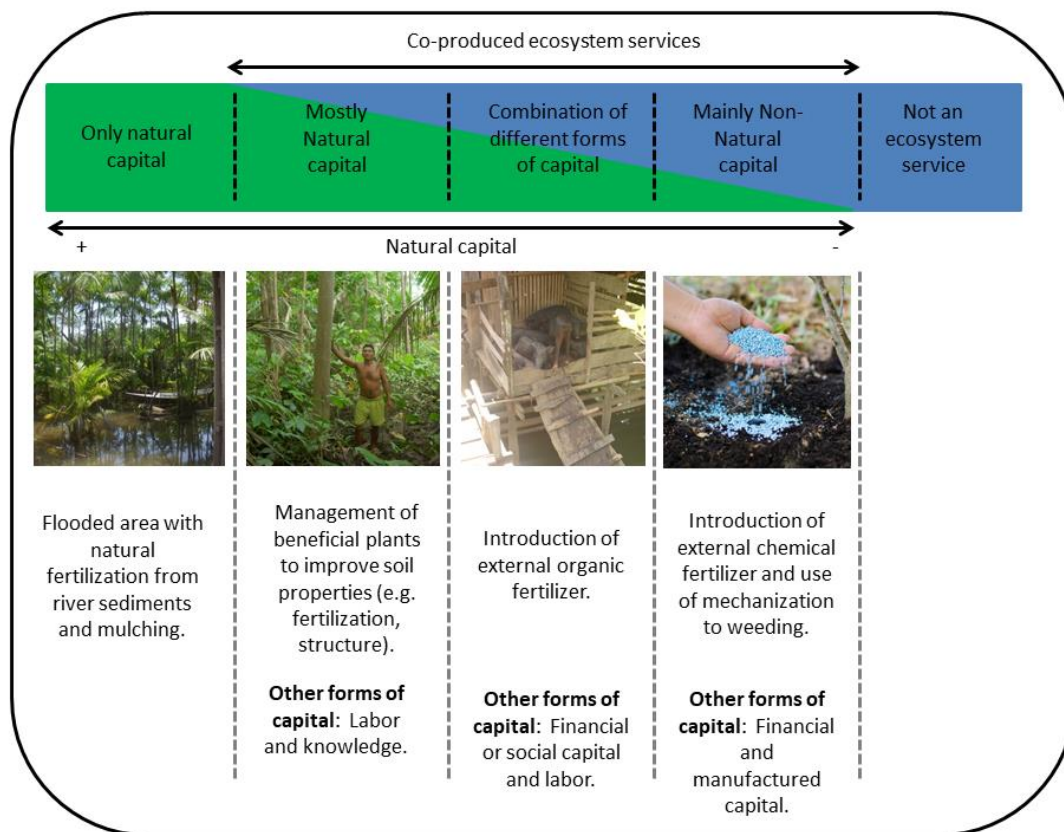 Co-produced ecosystem services
Only natural
capital
Mostly
Natural
capital
Combination of
different forms
of capital
Mainly Non-
Natural
capital
Not an
ecosystem
service
+
Natural capital
-
Flooded area with
natural
fertilization from
river sediments
and mulching.
Management of
beneficial plants
to improve soil
properties (e.g.
fertilization,
structure).
Other forms of
capital: Labor
and knowledge.
Introduction of
external organic
fertilizer.
Other forms of
capital: Financial
or social capital
and labor.
Introduction of
external chemical
fertilizer and use
of mechanization
to weeding.
Other forms of
capital: Financial
and
manufactured
capital.